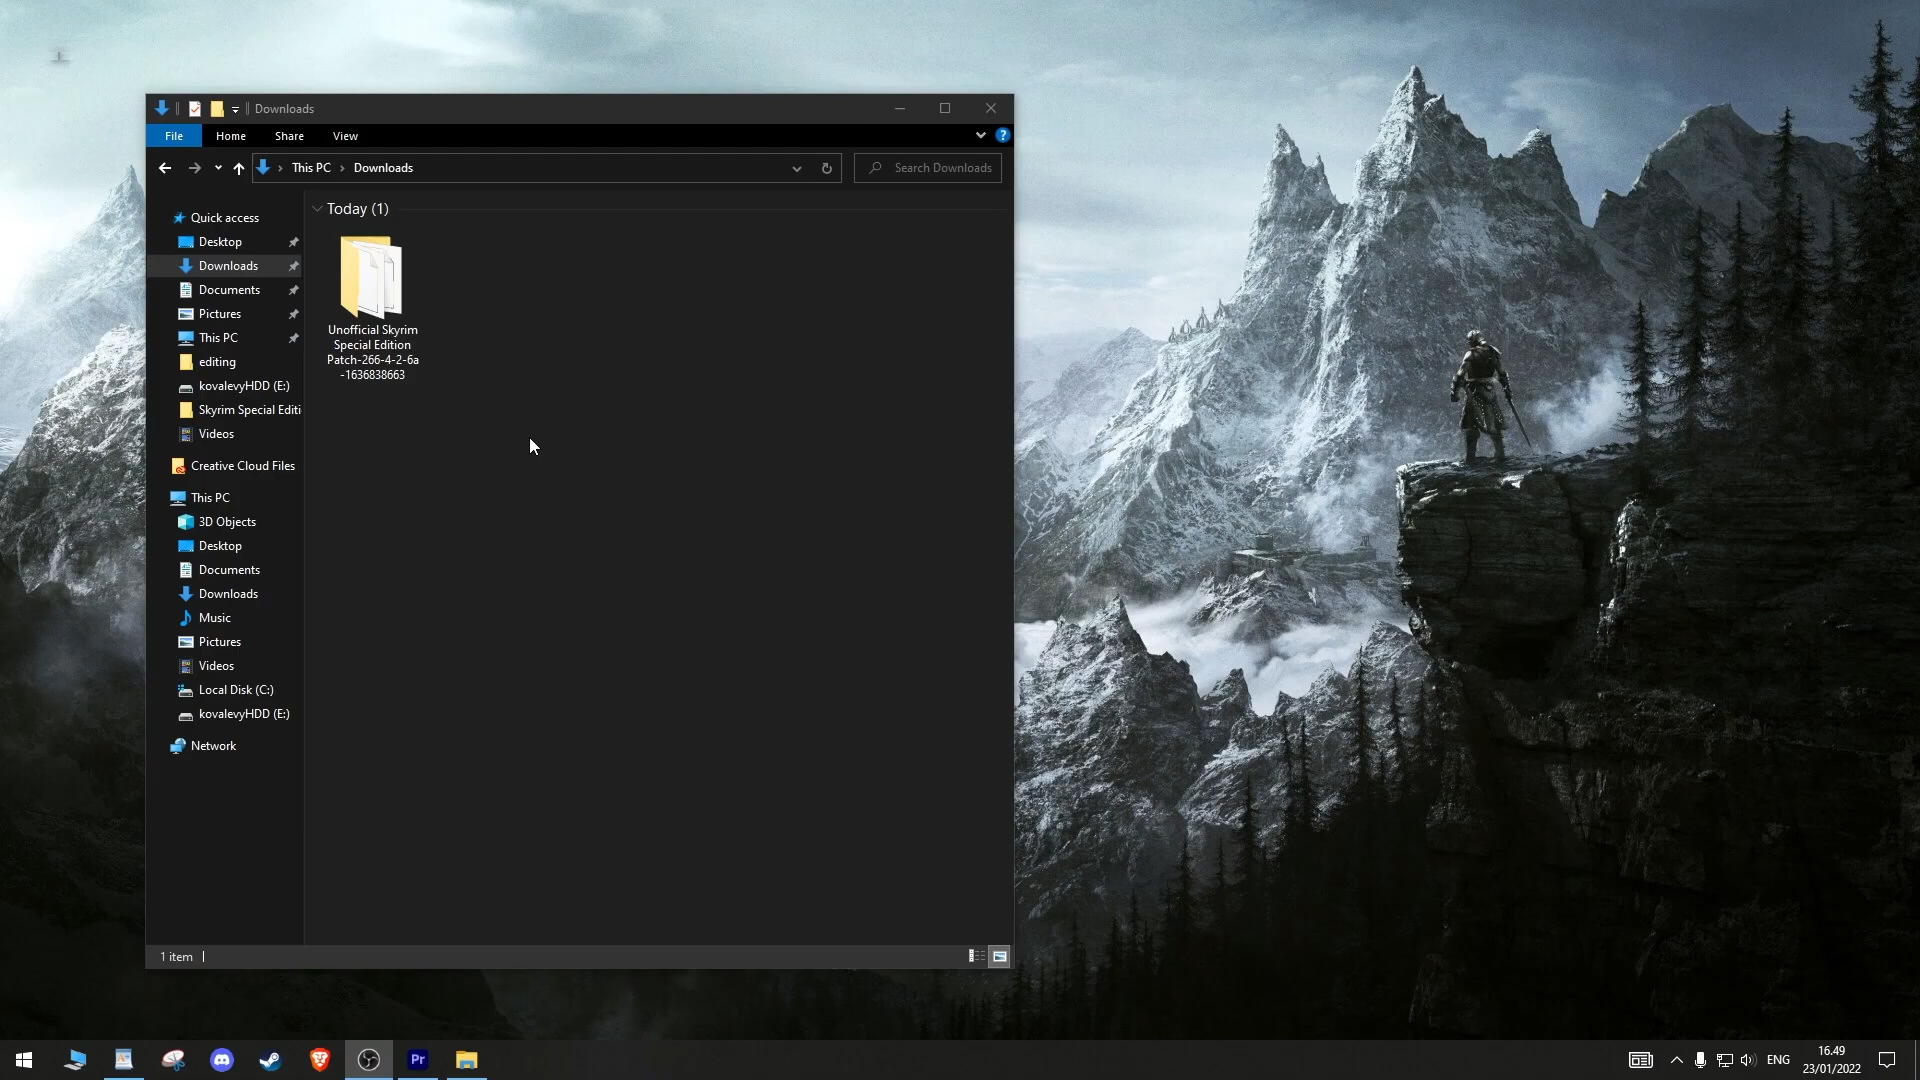 Downloads
File Home Share View
This PC Downloads
Search Downloads
Quick access
Desktop
Downloads
Documents
Pictures
This PC
editing
kovalevyHDD (E:)
Skyrim Special Editi
Videos
Creative Cloud Files
This PC
3D Objects
Desktop
Documents
Downloads
Music
Pictures
Videos
Local Disk (C:)
kovalevyHDD (E:)
Network
Today (1)
Unofficial Skyrim
Special Edition
Patch-266-4-2-6a
-1636838663
1 item
Pr
ENG
16.49
23/01/2022